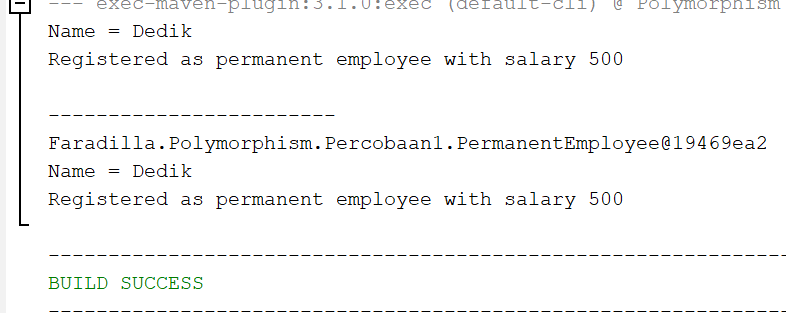 --- exec-maven-plugin:3.1.0:exec (default-cli) @ Polymorphism
Name = Dedik
Registered as permanent employee with salary 500
------------------------
Faradilla.Polymorphism.Percobaan1.PermanentEmployee@19469ea2
Name = Dedik
Registered as permanent employee with salary 500
--------------------------------------------------------------
BUILD SUCCESS
--------------------------------------------------------------